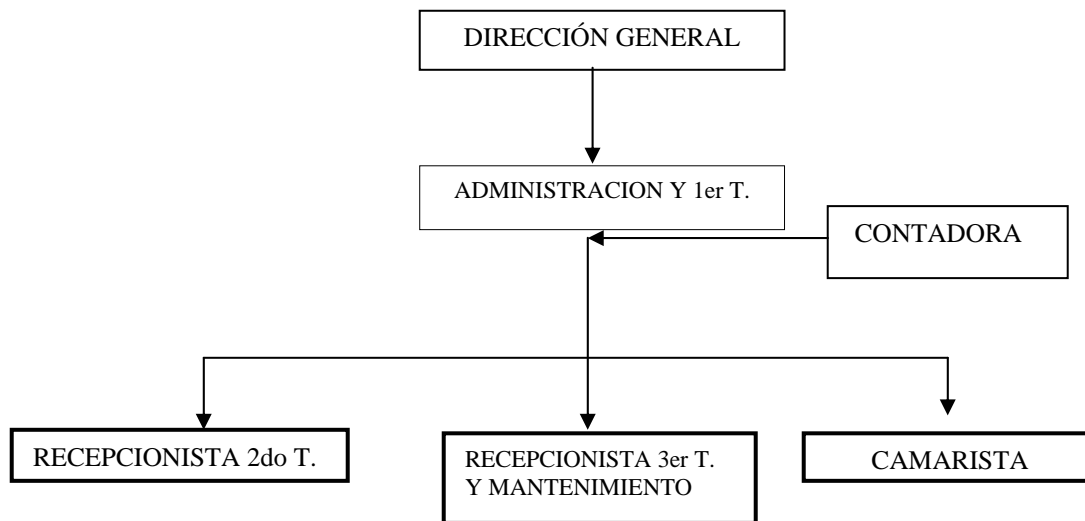 DIRECCIÓN GENERAL
ADMINISTRACION Y 1er T.
CONTADORA
RECEPCIONISTA 2do T.
RECEPCIONISTA 3er T.
Y MANTENIMIENTO
CAMARISTA